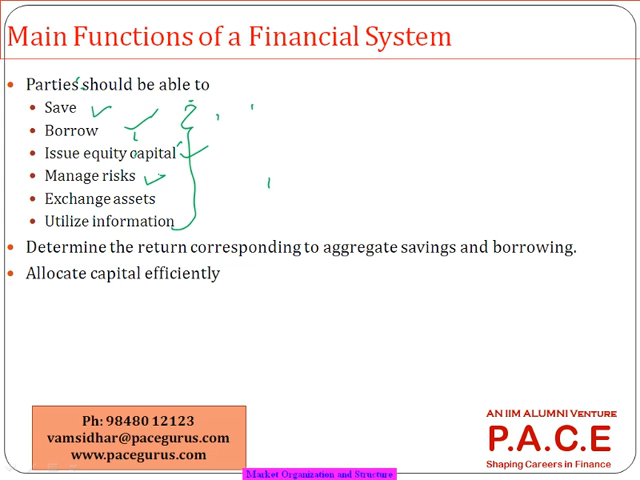 Main Functions of a Financial System
• Parties should be able to
• Save
• Borrow
• Issue equity capital
• Manage risks
• Exchange assets
• Utilize information
• Determine the return corresponding to aggregate savings and borrowing.
• Allocate capital efficiently
Ph: 98480 12123
vamsidhar@pacegurus.com
www.pacegurus.com
AN IIM ALUMNI VENTURE
P.A.C.E
Shaping Careers in Finance
Market Organization and Structure